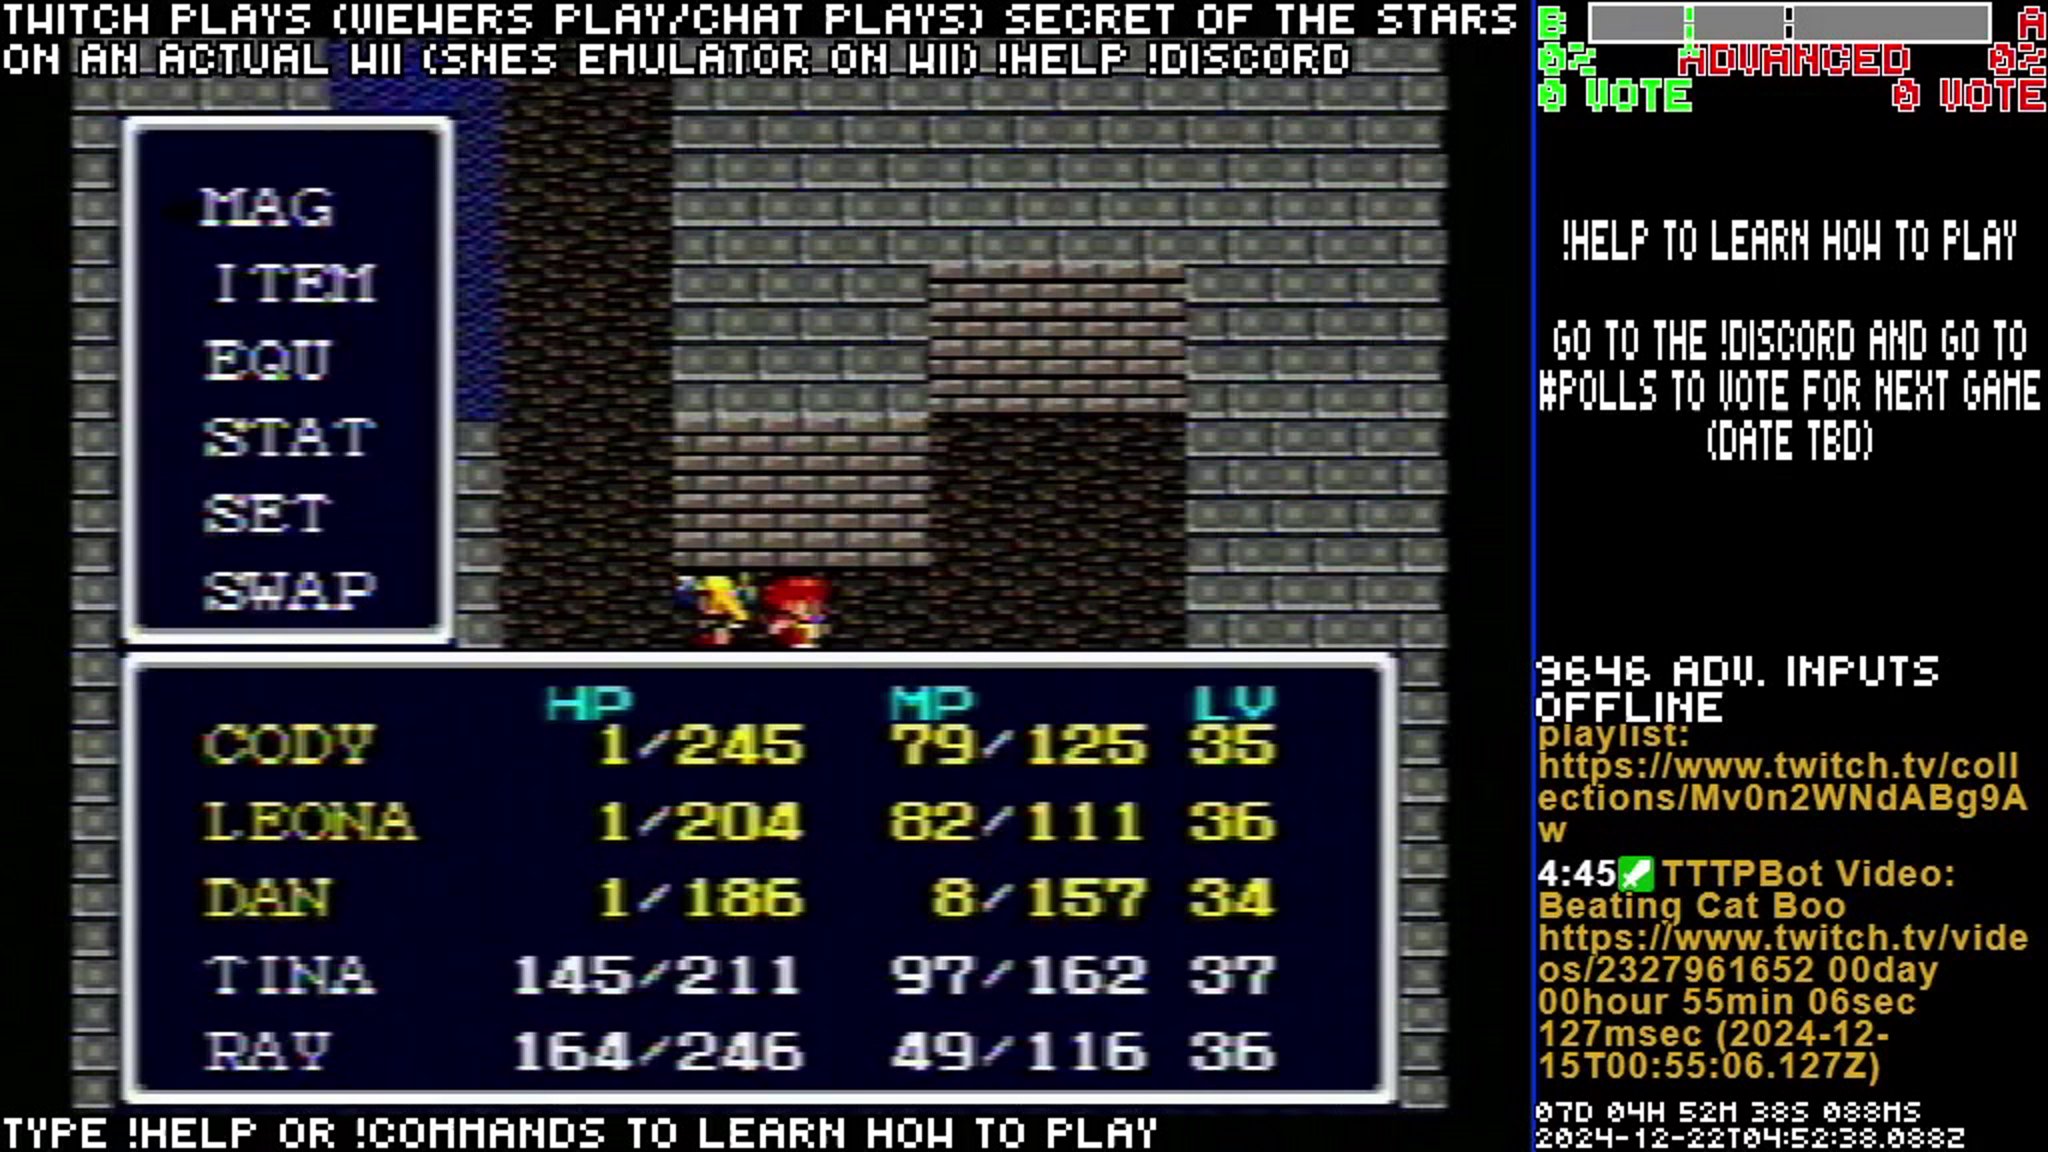 TWITCH PLAYS (VIEWERS PLAY/CHAT PLAYS) SECRET OF THE STARS
ON AN ACTUAL WII (SNES EMULATOR ON WII) !HELP !DISCORD
MAG
ITEM
EQU
STAT
SET
SWAP
HP MP LV
CODY 1/245 79/125 35
LEONA 1/204 82/111 36
DAN 1/186 8/157 34
TINA 145/211 97/162 37
RAY 164/246 49/116 36
TYPE !HELP OR !COMMANDS TO LEARN HOW TO PLAY
B A
0% ADVANCED 0%
0 VOTE 0 VOTE
!HELP TO LEARN HOW TO PLAY
GO TO THE !DISCORD AND GO TO
#POLLS TO VOTE FOR NEXT GAME
(DATE TBD)
9646 ADV. INPUTS
OFFLINE
playlist:
https://www.twitch.tv/coll
ections/Mv0n2WNdABg9A
w
4:45 TTTPBot Video:
Beating Cat Boo
https://www.twitch.tv/vide
os/2327961652 00day
00hour 55min 06sec
127msec (2024-12-
15T00:55:06.127Z)
07D 04H 52M 38S 088MS
2024-12-22T04:52:38.088Z